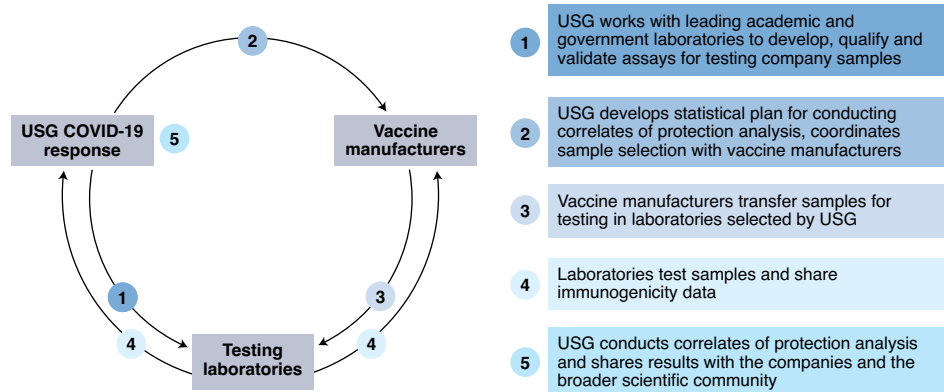 2
USG COVID-19
response
5
Vaccine
manufacturers
1
3
4
4
Testing
laboratories
1
USG works with leading academic and
government laboratories to develop, qualify and
validate assays for testing company samples
2
USG develops statistical plan for conducting
correlates of protection analysis, coordinates
sample selection with vaccine manufacturers
3
Vaccine manufacturers transfer samples for
testing in laboratories selected by USG
4
Laboratories test samples and share
immunogenicity data
5
USG conducts correlates of protection analysis
and shares results with the companies and the
broader scientific community